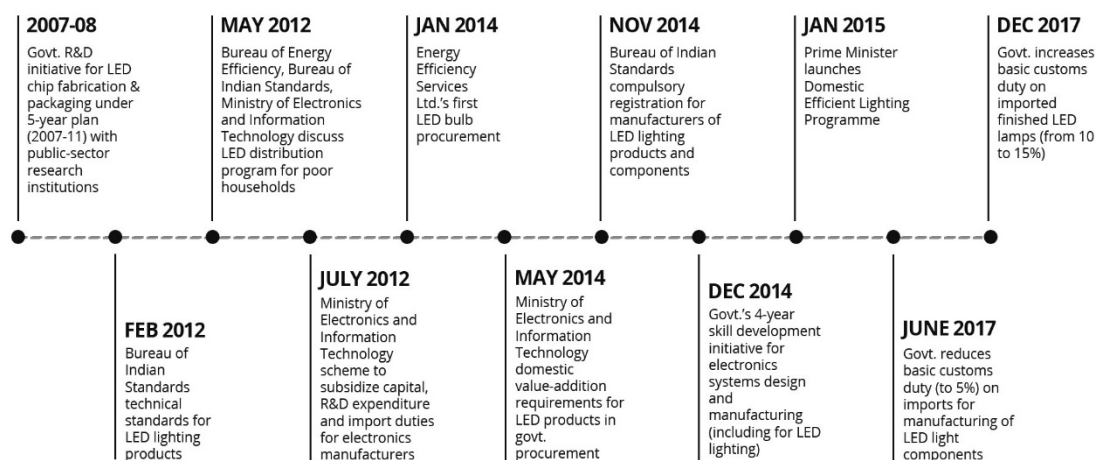 2007-08
Govt. R&D
initiative for LED
chip fabrication &
packaging under
5-year plan
(2007-11) with
public-sector
research
institutions
MAY 2012
Bureau of Energy
Efficiency, Bureau of
Indian Standards,
Ministry of Electronics
and Information
Technology discuss
LED distribution
program for poor
households
JAN 2014
Energy
Efficiency
Services
Ltd.’s first
LED bulb
procurement
NOV 2014
Bureau of Indian
Standards
compulsory
registration for
manufacturers of
LED lighting
products and
components
JAN 2015
Prime Minister
launches
Domestic
Efficient Lighting
Programme
DEC 2017
Govt. increases
basic customs
duty on
imported
finished LED
lamps (from 10
to 15%)
FEB 2012
Bureau of
Indian
Standards
technical
standards for
LED lighting
products
JULY 2012
Ministry of
Electronics and
Information
Technology
scheme to
subsidize capital,
R&D expenditure
and import duties
for electronics
manufacturers
MAY 2014
Ministry of
Electronics and
Information
Technology
domestic
value-addition
requirements for
LED products in
govt.
procurement
DEC 2014
Govt.’s 4-year
skill development
initiative for
electronics
systems design
and
manufacturing
(including for LED
lighting)
JUNE 2017
Govt. reduces
basic customs
duty (to 5%) on
imports for
manufacturing of
LED light
components